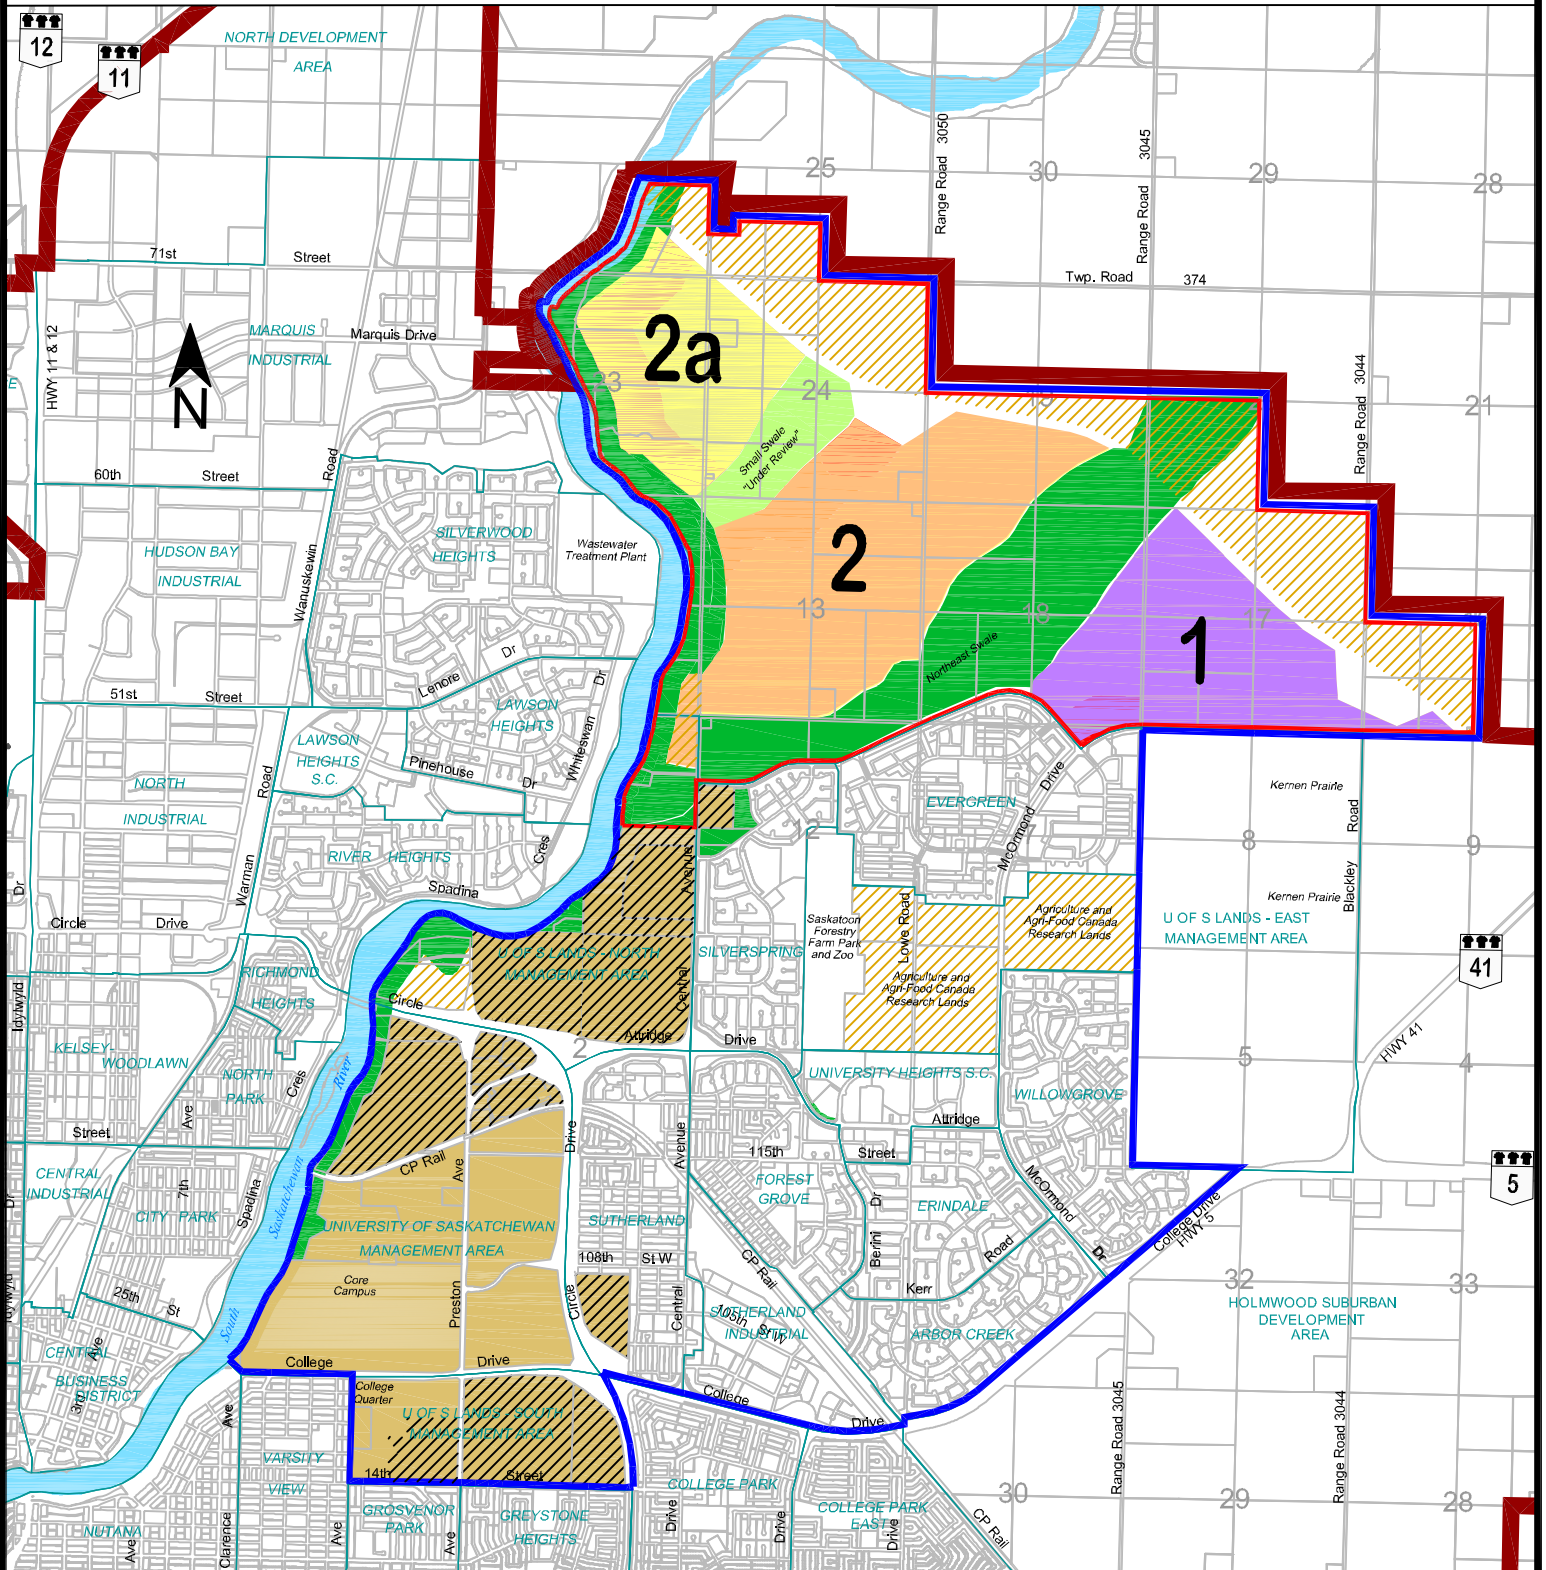 12
11
NORTH DEVELOPMENT
AREA
25
30
29
28
Range Road 3050
Range Road 3045
71st Street
Twp. Road 374
HWY 11 & 12
N
MARQUIS
INDUSTRIAL
Marquis Drive
2a
23
24
19
21
Range Road 3044
Small Swale
"Under Review"
60th Street
Wanuskewin Road
SILVERWOOD
HEIGHTS
Wastewater
Treatment Plant
HUDSON BAY
INDUSTRIAL
2
13
18
17
1
Northeast Swale
Lenore Dr
51st Street
LAWSON
HEIGHTS
Whiteswan Dr
LAWSON
HEIGHTS
S.C.
Pinehouse Dr
NORTH
INDUSTRIAL
Warman Road
RIVER HEIGHTS
Cres
Spadina
Dr
Circle Drive
EVERGREEN
McOrmond Drive
Kernen Prairie
Blackley Road
12
7
8
9
Kernen Prairie
Avenue
Central
Saskatoon
Forestry
Farm Park
and Zoo
Lowe Road
Agriculture and
Agri-Food Canada
Research Lands
U OF S LANDS - EAST
MANAGEMENT AREA
U OF S LANDS - NORTH
MANAGEMENT AREA
SILVERSPRING
Agriculture and
Agri-Food Canada
Research Lands
41
RICHMOND
HEIGHTS
Idylwyld
Circle
Attridge Drive
2
HWY 41
KELSEY-
WOODLAWN
NORTH
PARK
Cres
River
UNIVERSITY HEIGHTS S.C.
WILLOWGROVE
5
4
Street
Ave
Drive
Avenue
Attridge
115th Street
CP Rail
Ave
CENTRAL
INDUSTRIAL
7th
Dr
CITY PARK
Spadina
Saskatchewan
FOREST
GROVE
Dr
Berini
ERINDALE
McOrmond
Dr
5
UNIVERSITY OF SASKATCHEWAN
MANAGEMENT AREA
SUTHERLAND
108th St W
College Drive
HWY 5
Road
Kerr
CP Rail
Core
Campus
Preston
Circle
Central
32
33
25th St
South
SUTHERLAND
INDUSTRIAL
105th St W
ARBOR CREEK
HOLMWOOD SUBURBAN
DEVELOPMENT
AREA
Ave
3rd
CENTRAL
BUSINESS
DISTRICT
College Drive
College
Quarter
College Drive
U OF S LANDS - SOUTH
MANAGEMENT AREA
Ave
Clarence
VARSITY
VIEW
14th Street
COLLEGE PARK
Range Road 3045
Range Road 3044
30
29
28
NUTANA
Ave
Ave
GROSVENOR
PARK
Ave
GREYSTONE
HEIGHTS
Drive
Drive
COLLEGE PARK
EAST
Drive
CP Rail